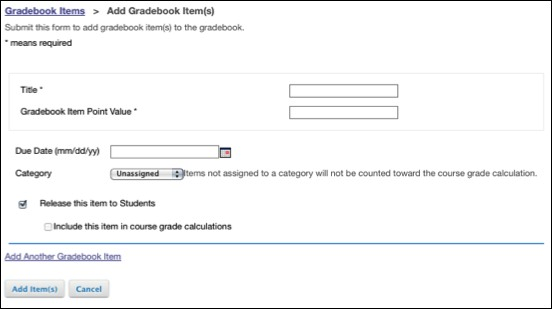 Gradebook Items > Add Gradebook Item(s)
Submit this form to add gradebook item(s) to the gradebook.
* means required
Title *
Gradebook Item Point Value *
Due Date (mm/dd/yy)
Category Unassigned Items not assigned to a category will not be counted toward the course grade calculation.
Release this item to Students
Include this item in course grade calculations
Add Another Gradebook Item
Add Item(s) Cancel